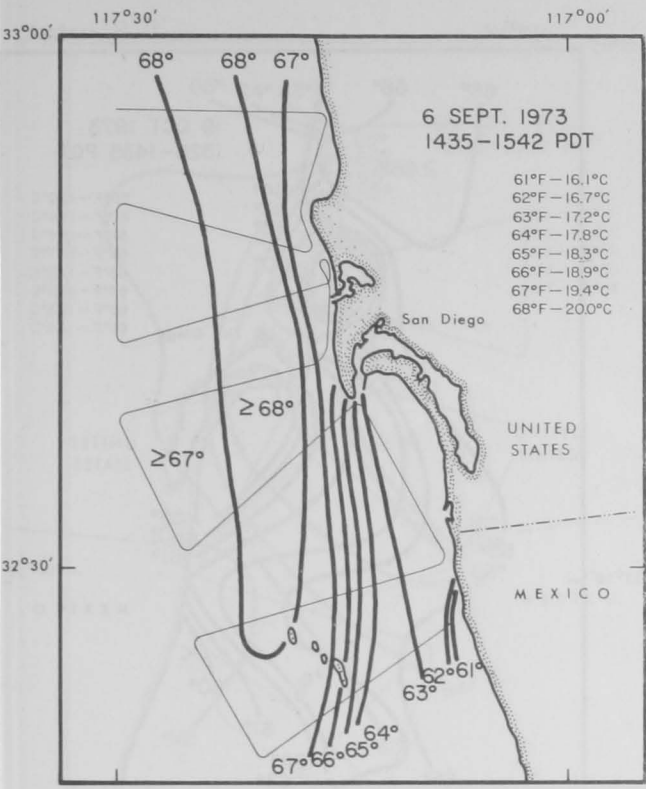 117°30′ 117°00′
33°00′
68° 68° 67°
6 SEPT. 1973
1435–1542 PDT
61°F–16.1°C
62°F–16.7°C
63°F–17.2°C
64°F–17.8°C
65°F–18.3°C
66°F–18.9°C
67°F–19.4°C
68°F–20.0°C
San Diego
≥68°
≥67°
UNITED
STATES
32°30′
MEXICO
62° 61°
63°
64°
65°
66°
67°